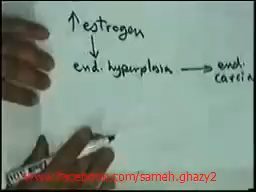 ↑ estrogen
↓
end. hyperplasia → end.
carcin
www.facebook.com/sameh.ghazy2